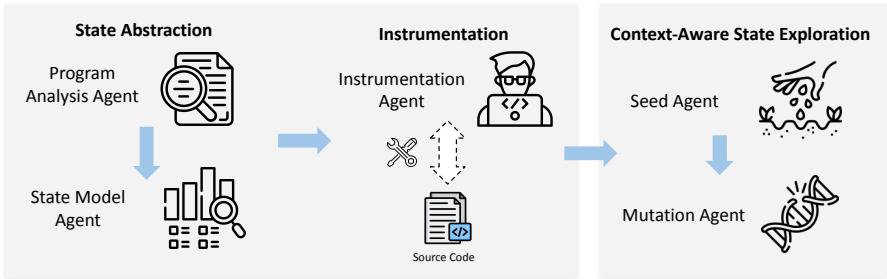 State Abstraction
Program
Analysis Agent
State Model
Agent
Instrumentation
Instrumentation
Agent
</>
</>
Source Code
Context-Aware State Exploration
Seed Agent
Mutation Agent